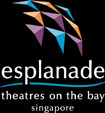 esplanade
theatres on the bay
singapore